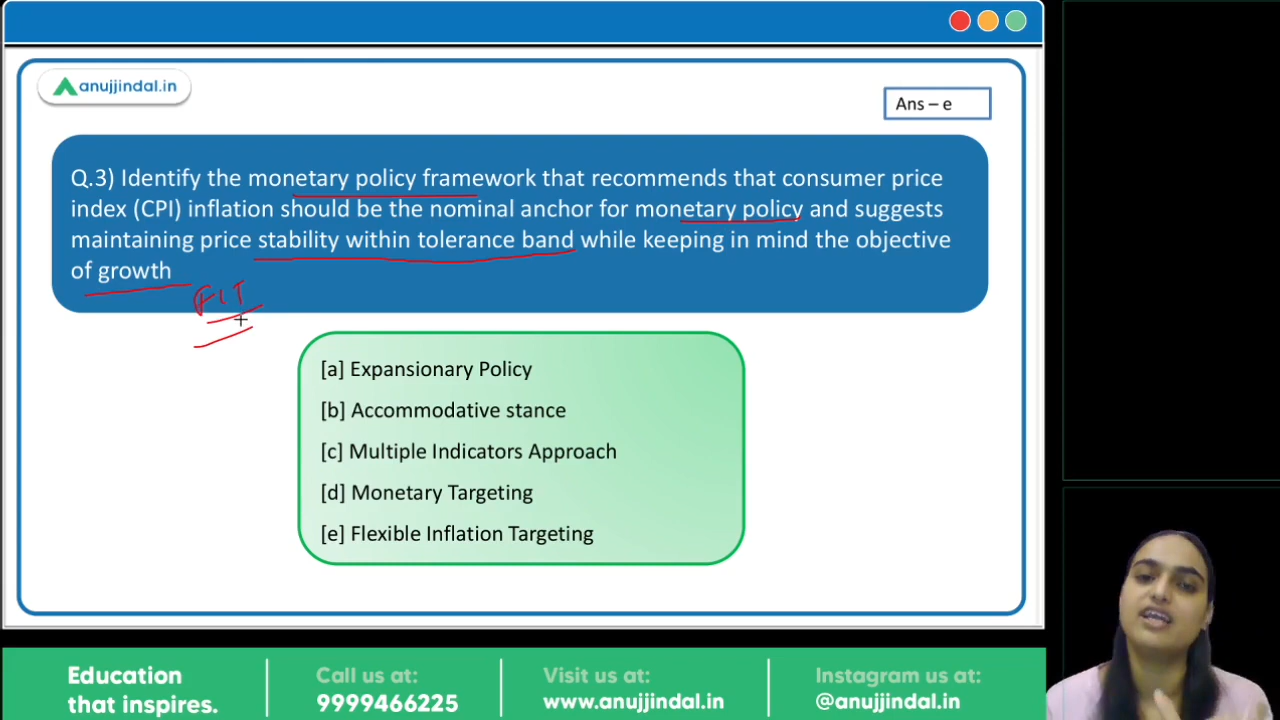 anujjindal.in
Ans – e
Q.3) Identify the monetary policy framework that recommends that consumer price
index (CPI) inflation should be the nominal anchor for monetary policy and suggests
maintaining price stability within tolerance band while keeping in mind the objective
of growth
FIT
[a] Expansionary Policy
[b] Accommodative stance
[c] Multiple Indicators Approach
[d] Monetary Targeting
[e] Flexible Inflation Targeting
Education
that inspires.
Call us at:
9999466225
Visit us at:
www.anujjindal.in
Instagram us at:
@anujjindal.in